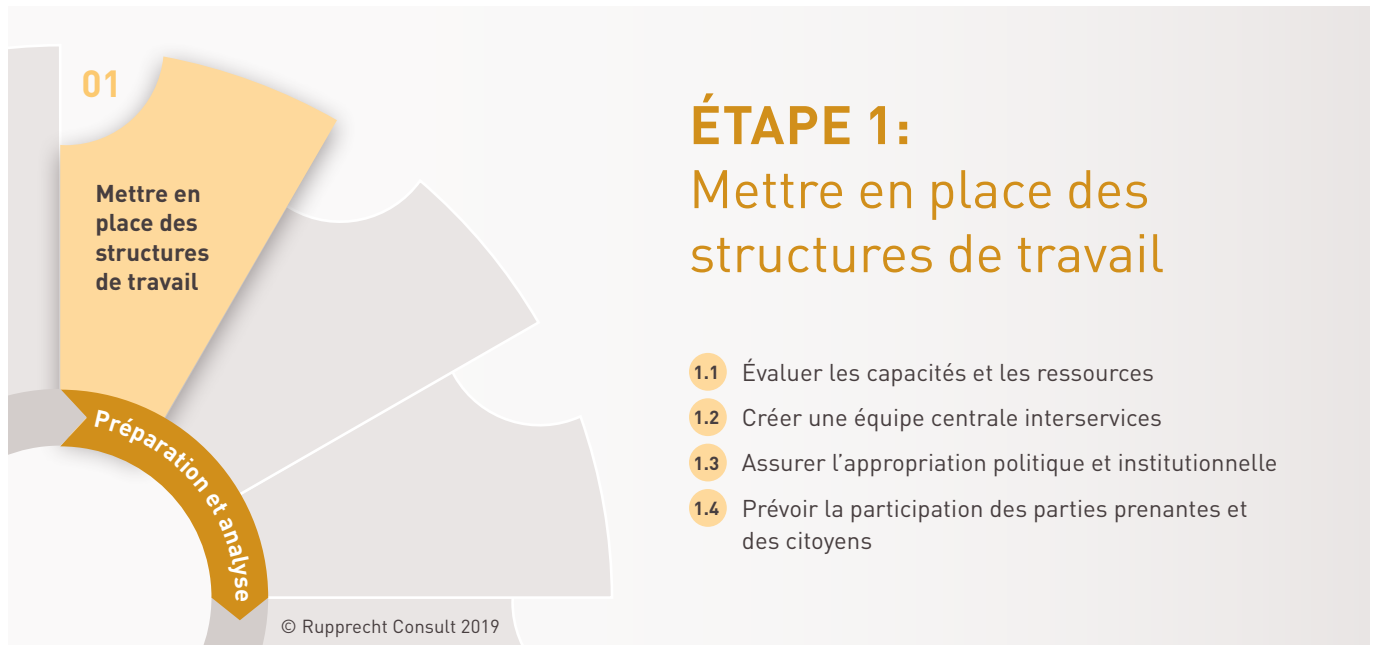 01
Mettre en
place des
structures
de travail
Préparation et analyse
© Rupprecht Consult 2019
ÉTAPE 1:
Mettre en place des
structures de travail
1.1 Évaluer les capacités et les ressources
1.2 Créer une équipe centrale interservices
1.3 Assurer l’appropriation politique et institutionnelle
1.4 Prévoir la participation des parties prenantes et
des citoyens